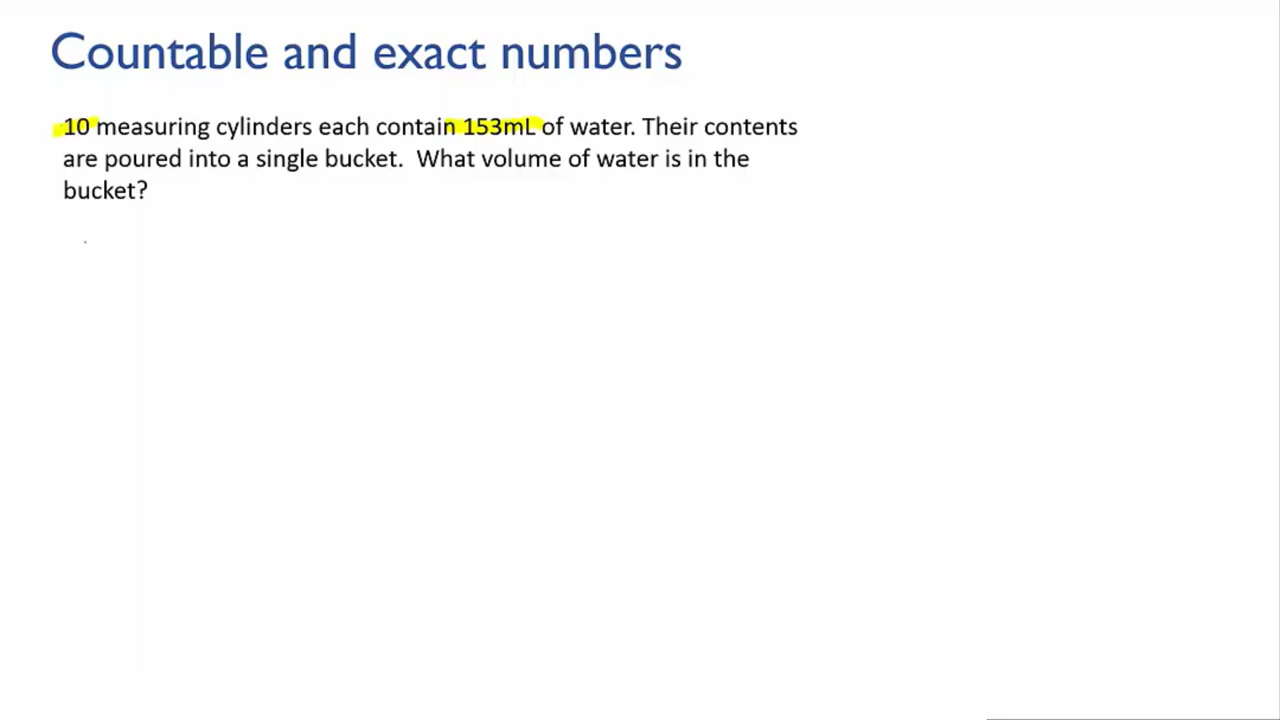 Countable and exact numbers
10 measuring cylinders each contain 153mL of water. Their contents
are poured into a single bucket.  What volume of water is in the
bucket?